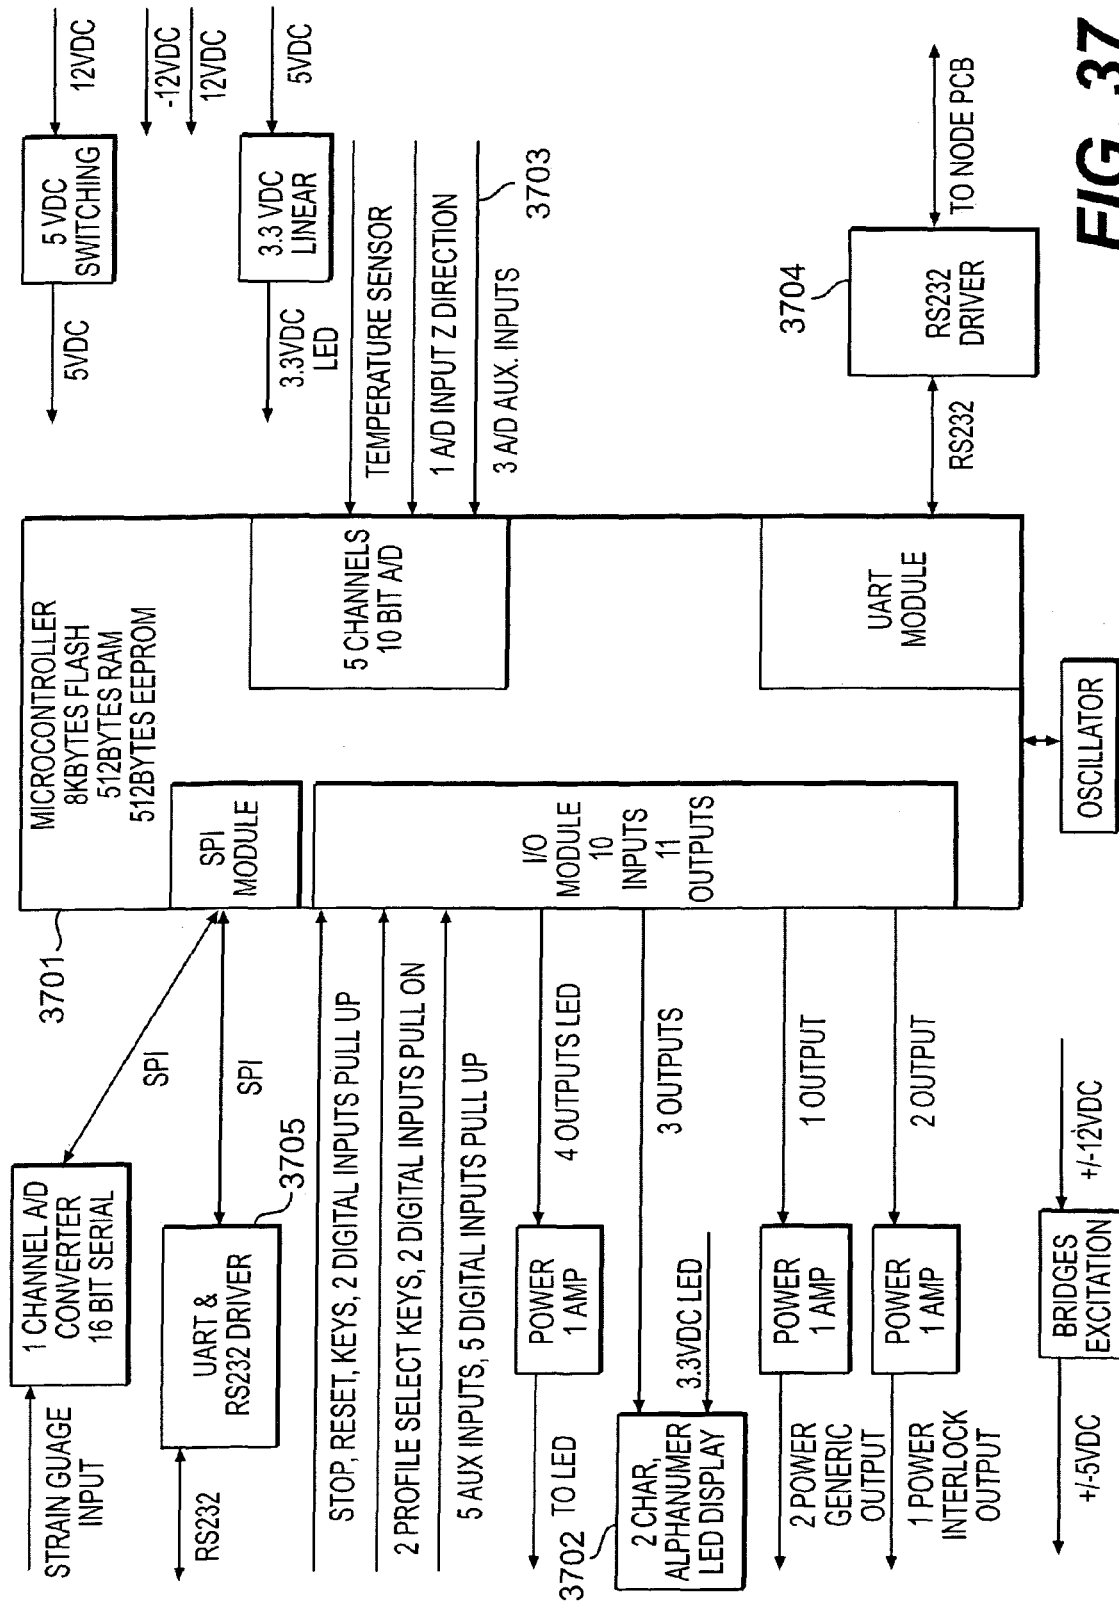 STRAIN GUAGE
INPUT
1 CHANNEL A/D
CONVERTER
16 BIT SERIAL
SPI
3701
MICROCONTROLLER
8KBYTES FLASH
512BYTES RAM
512BYTES EEPROM
5VDC
5 VDC
SWITCHING
12VDC
-12VDC
12VDC
RS232
UART &
RS232 DRIVER
3705
SPI
SPI
MODULE
3.3VDC
LED
3.3 VDC
LINEAR
5VDC
STOP, RESET, KEYS, 2 DIGITAL INPUTS PULL UP
2 PROFILE SELECT KEYS, 2 DIGITAL INPUTS PULL ON
5 AUX INPUTS, 5 DIGITAL INPUTS PULL UP
5 CHANNELS
10 BIT A/D
TEMPERATURE SENSOR
1 A/D INPUT Z DIRECTION
3 A/D AUX. INPUTS
3703
TO LED
POWER
1 AMP
4 OUTPUTS LED
I/O
MODULE
10
INPUTS
11
OUTPUTS
3702
2 CHAR,
ALPHANUMER
LED DISPLAY
3.3VDC LED
3 OUTPUTS
2 POWER
GENERIC
OUTPUT
POWER
1 AMP
1 OUTPUT
1 POWER
INTERLOCK
OUTPUT
POWER
1 AMP
2 OUTPUT
UART
MODULE
RS232
3704
RS232
DRIVER
TO NODE PCB
+/-5VDC
BRIDGES
EXCITATION
+/-12VDC
OSCILLATOR
FIG. 37